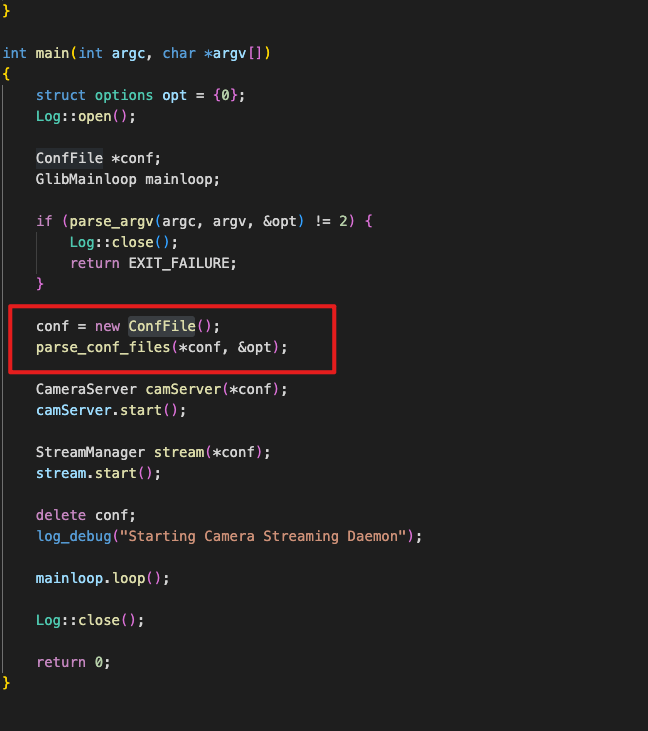 }
int main(int argc, char *argv[])
{
    struct options opt = {0};
    Log::open();
    ConfFile *conf;
    GlibMainloop mainloop;
    if (parse_argv(argc, argv, &opt) != 2) {
        Log::close();
        return EXIT_FAILURE;
    }
    conf = new ConfFile();
    parse_conf_files(*conf, &opt);
    CameraServer camServer(*conf);
    camServer.start();
    StreamManager stream(*conf);
    stream.start();
    delete conf;
    log_debug("Starting Camera Streaming Daemon");
    mainloop.loop();
    Log::close();
    return 0;
}